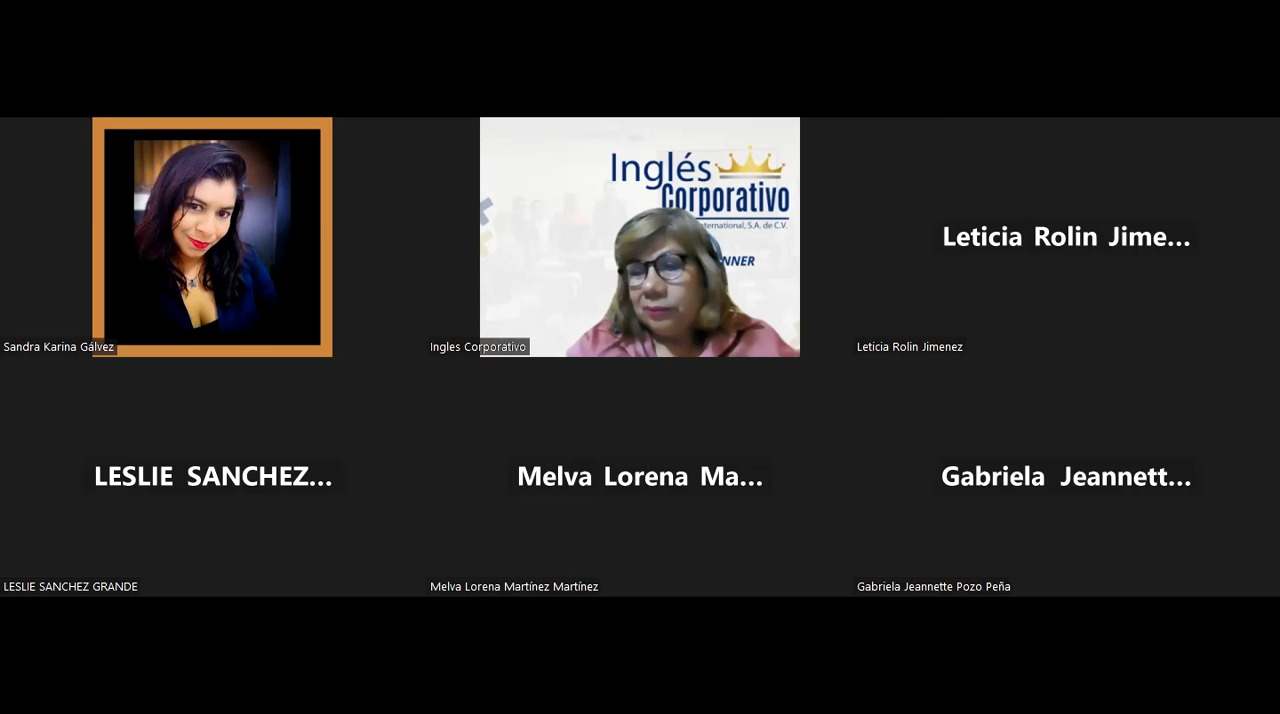 Inglés
Corporativo
International, S.A. de C.V.
Leticia Rolin Jime...
Sandra Karina Gálvez
Ingles Corporativo
Leticia Rolin Jimenez
LESLIE SANCHEZ...
Melva Lorena Ma...
Gabriela Jeannett...
LESLIE SANCHEZ GRANDE
Melva Lorena Martínez Martínez
Gabriela Jeannette Pozo Peña